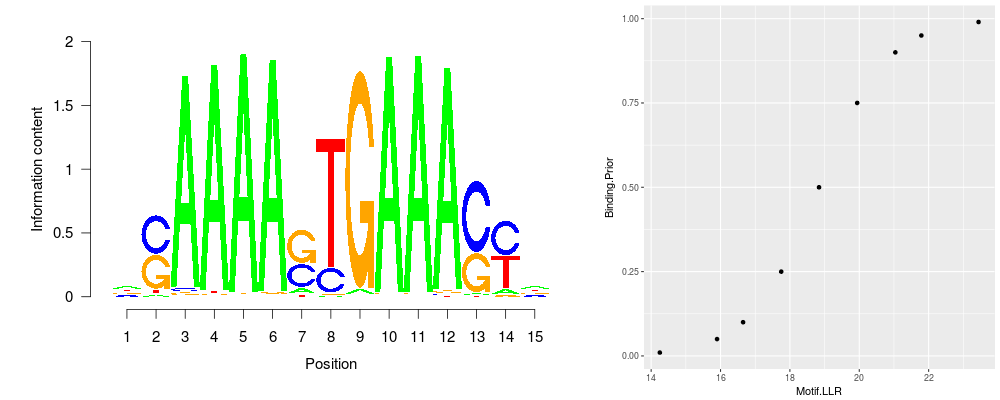 Information content
2
1.5
1
0.5
0
C
G
A
A
A
A
G
C
T
C
G
A
A
A
C
G
C
T
1 2 3 4 5 6 7 8 9 10 11 12 13 14 15
Position
Binding.Prior
1.00
0.75
0.50
0.25
0.00
14 16 18 20 22
Motif.LLR